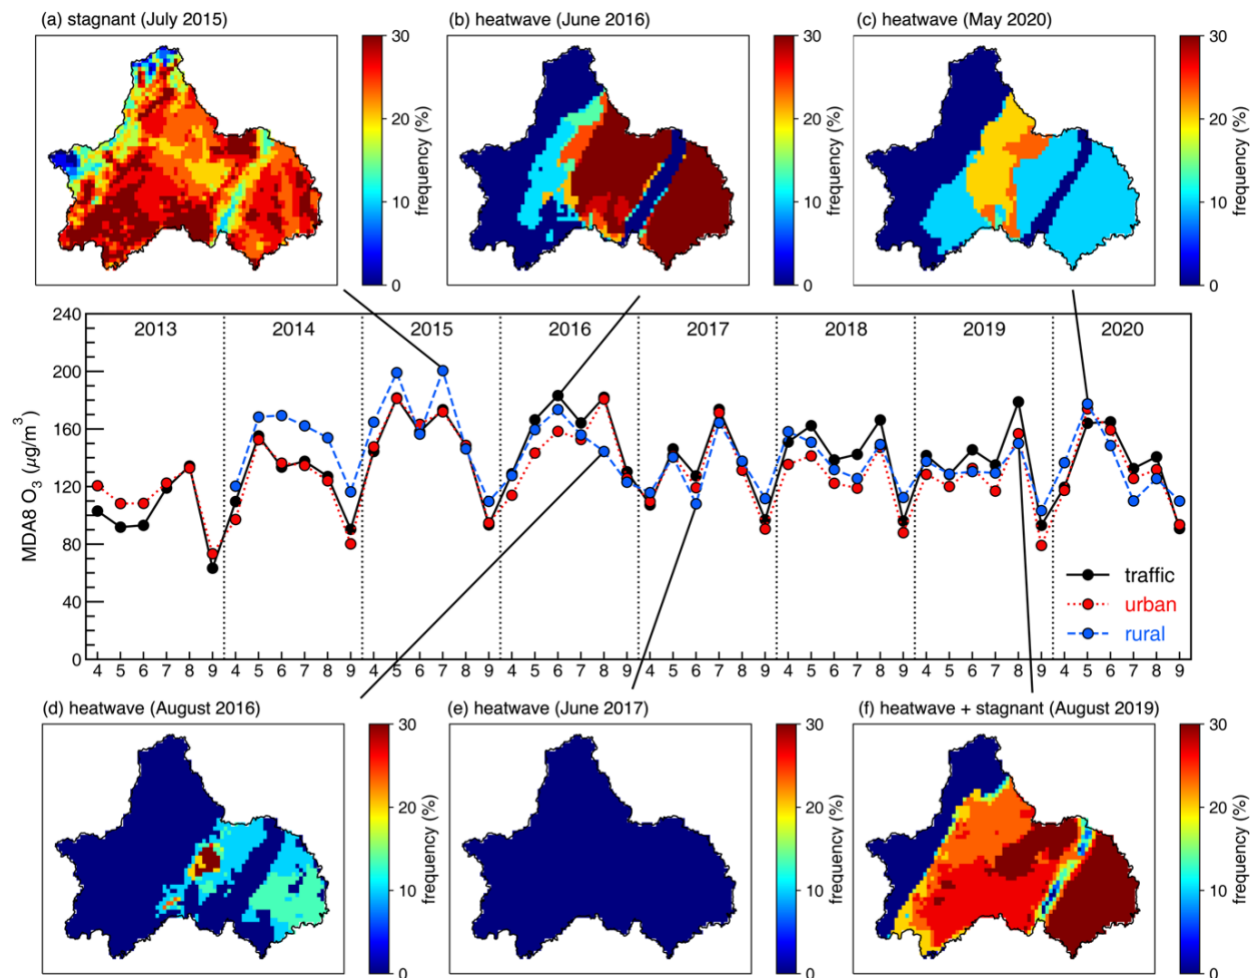 (a) stagnant (July 2015)
(b) heatwave (June 2016)
(c) heatwave (May 2020)
30
20
10
0
frequency (%)
30
20
10
0
frequency (%)
30
20
10
0
frequency (%)
240
200
160
120
80
40
0
MDA8 O3 (µg/m3)
2013 2014 2015 2016 2017 2018 2019 2020
traffic
urban
rural
4 5 6 7 8 9 4 5 6 7 8 9 4 5 6 7 8 9 4 5 6 7 8 9 4 5 6 7 8 9 4 5 6 7 8 9 4 5 6 7 8 9 4 5 6 7 8 9
(d) heatwave (August 2016)
(e) heatwave (June 2017)
(f) heatwave + stagnant (August 2019)
30
20
10
0
frequency (%)
30
20
10
0
frequency (%)
30
20
10
0
frequency (%)